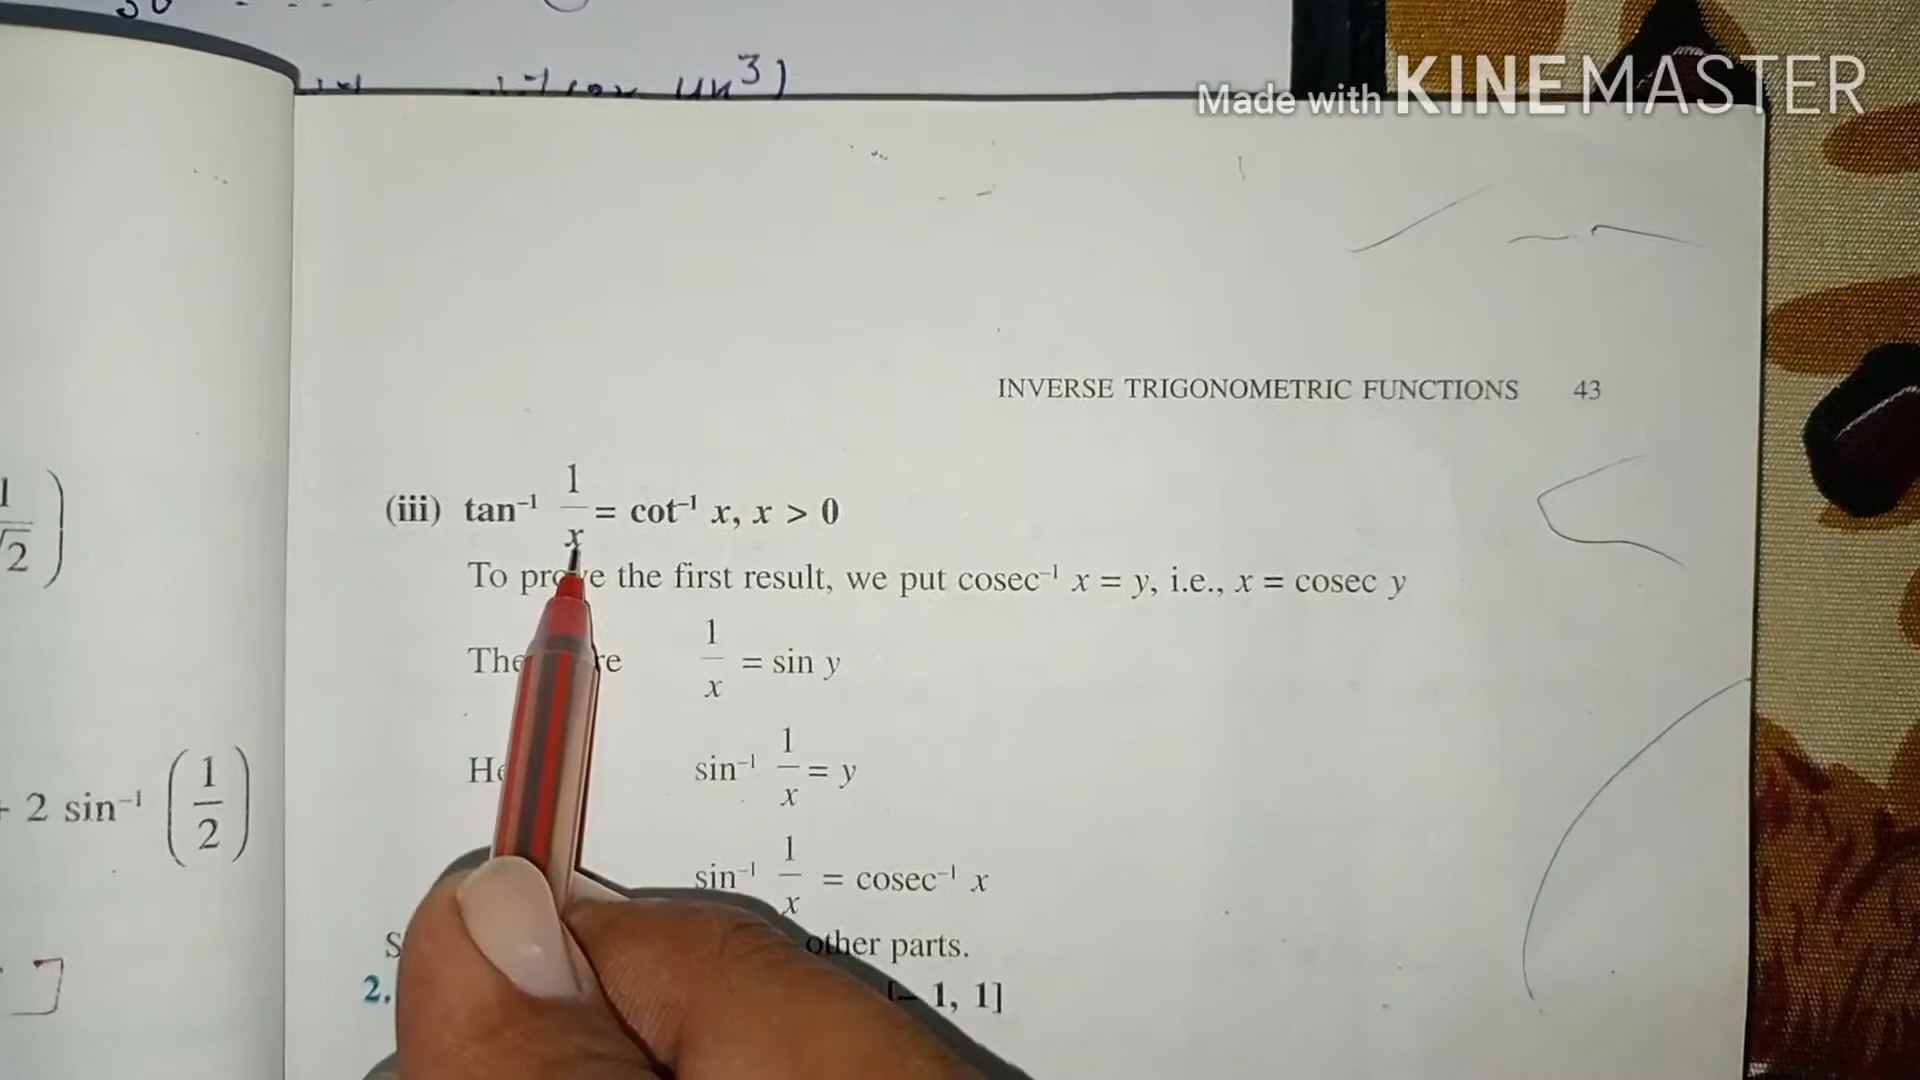 Made with KINEMASTER
INVERSE TRIGONOMETRIC FUNCTIONS 43
(iii) tan⁻¹ 1/x = cot⁻¹ x, x > 0
To prove the first result, we put cosec⁻¹ x = y, i.e., x = cosec y
1/x = sin y
sin⁻¹ 1/x = y
sin⁻¹ 1/x = cosec⁻¹ x
other parts.
2. [– 1, 1]
2 sin⁻¹ (1/2)